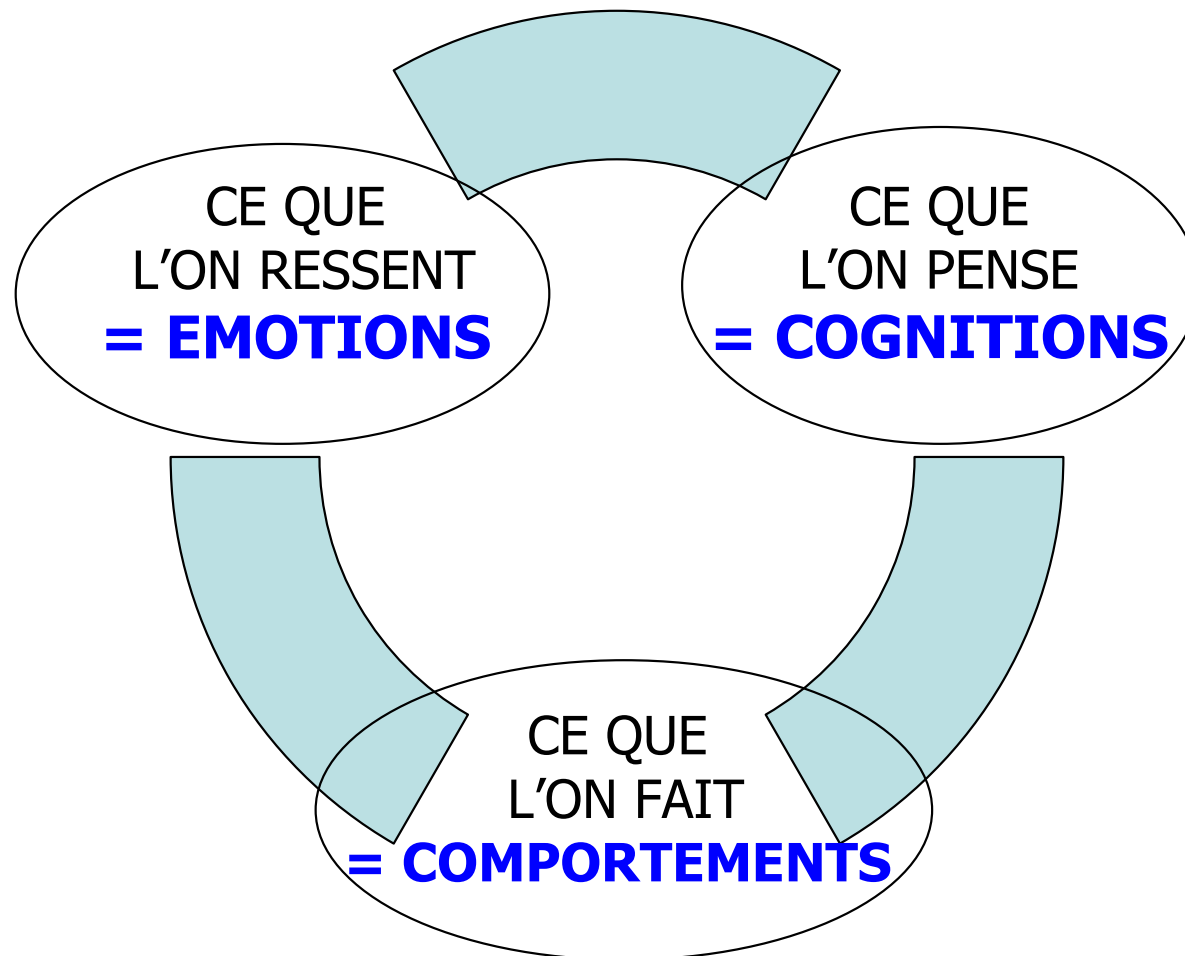 CE QUE
L'ON RESSENT
= EMOTIONS
CE QUE
L'ON PENSE
= COGNITIONS
CE QUE
L'ON FAIT
= COMPORTEMENTS